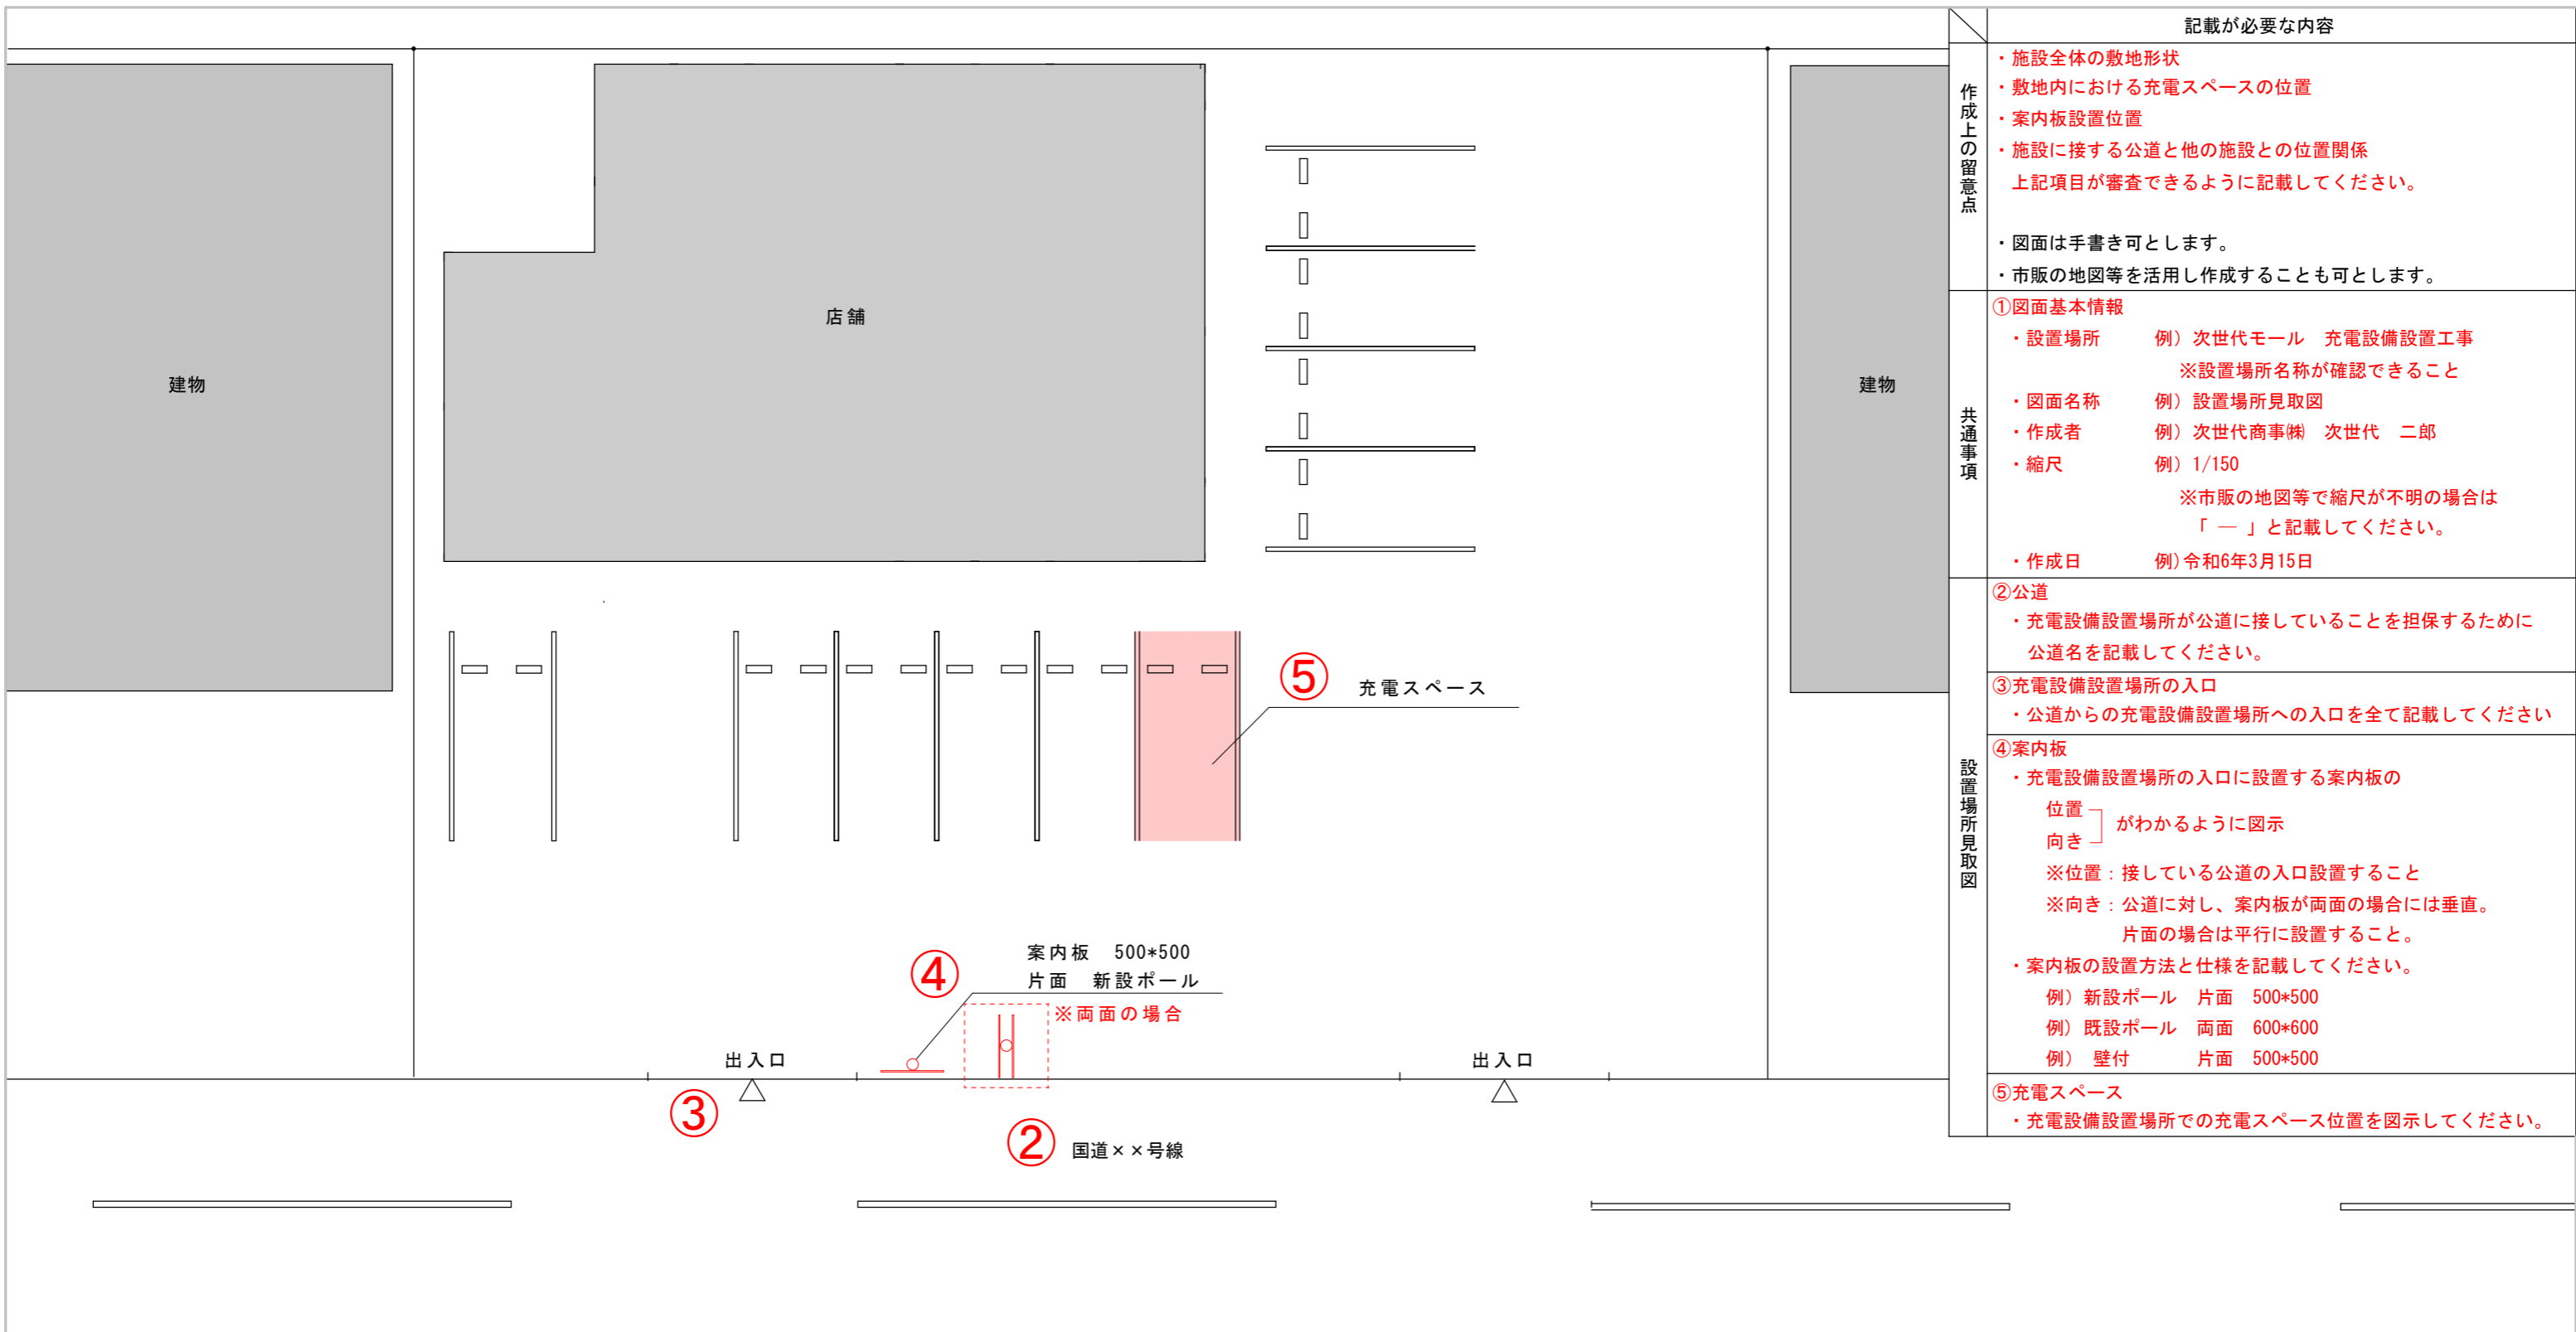 建物
店舗
建物
⑤
充電スペース
案内板 500*500
片面 新設ポール
④
※両面の場合
出入口
出入口
③
②
国道××号線
記載が必要な内容
作成上の留意点
・施設全体の敷地形状
・敷地内における充電スペースの位置
・案内板設置位置
・施設に接する公道と他の施設との位置関係
上記項目が審査できるように記載してください。
・図面は手書き可とします。
・市販の地図等を活用し作成することも可とします。
共通事項
①図面基本情報
・設置場所 例）次世代モール 充電設備設置工事
※設置場所名称が確認できること
・図面名称 例）設置場所見取図
・作成者 例）次世代商事㈱ 次世代 二郎
・縮尺 例）1/150
※市販の地図等で縮尺が不明の場合は
「 ― 」と記載してください。
・作成日 例)令和6年3月15日
設置場所見取図
②公道
・充電設備設置場所が公道に接していることを担保するために
公道名を記載してください。
③充電設備設置場所の入口
・公道からの充電設備設置場所への入口を全て記載してください
④案内板
・充電設備設置場所の入口に設置する案内板の
位置
がわかるように図示
向き
※位置：接している公道の入口設置すること
※向き：公道に対し、案内板が両面の場合には垂直。
片面の場合は平行に設置すること。
・案内板の設置方法と仕様を記載してください。
例）新設ポール 片面 500*500
例）既設ポール 両面 600*600
例） 壁付 片面 500*500
⑤充電スペース
・充電設備設置場所での充電スペース位置を図示してください。